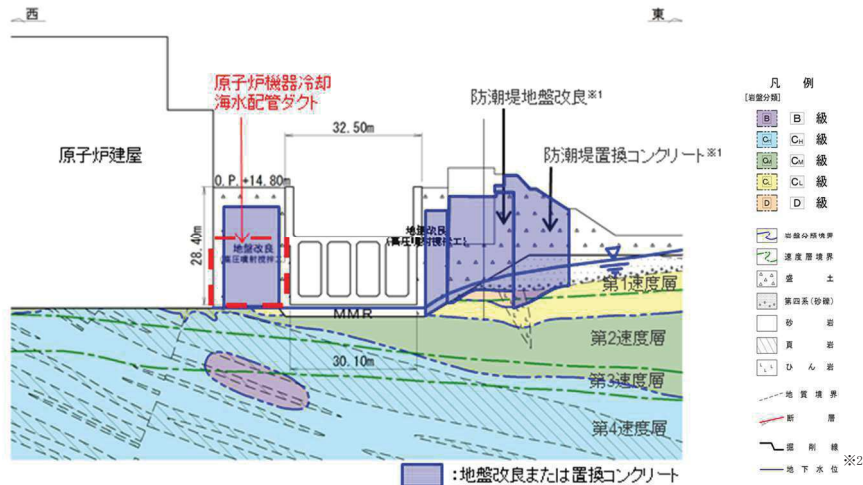 西
東
原子炉機器冷却
海水配管ダクト
防潮堤地盤改良※1
32.50m
防潮堤置換コンクリート※1
原子炉建屋
O.P.+14.80m
28.40m
地盤改良
(高圧噴射撹拌工)
地盤改良
(高圧噴射撹拌工)
第1速度層
MMR
第2速度層
30.10m
第3速度層
第4速度層
:地盤改良または置換コンクリート
凡 例
[岩盤分類]
B B 級
CH CH 級
CM CM 級
CL CL 級
D D 級
岩盤分類境界
速度層境界
盛 土
第四系(砂礫)
砂 岩
頁 岩
ひ ん 岩
地 質 境 界
断 層
掘 削 線
地 下 水 位 ※2